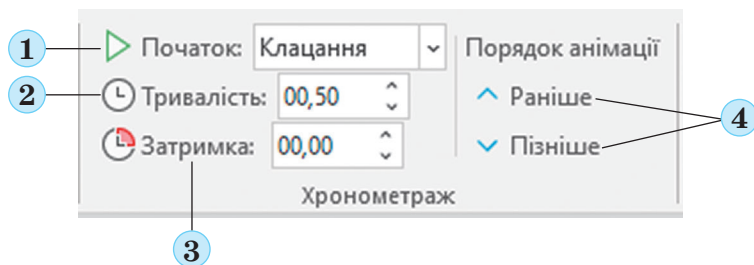 1 Початок: Клацання Порядок анімації
2 Тривалість: 00,50 Раніше
Затримка: 00,00 Пізніше 4
Хронометраж
3